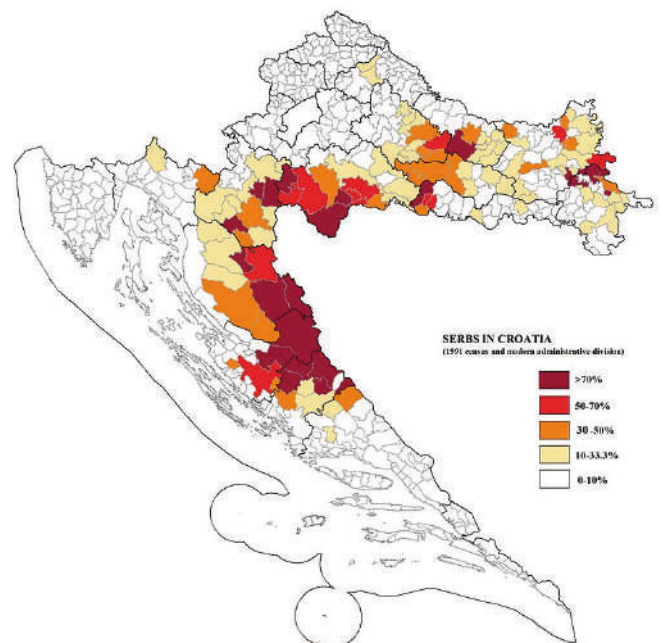 SERBS IN CROATIA
(1991 census and modern administrative division)
>70%
50-70%
30-50%
10-33.3%
0-10%